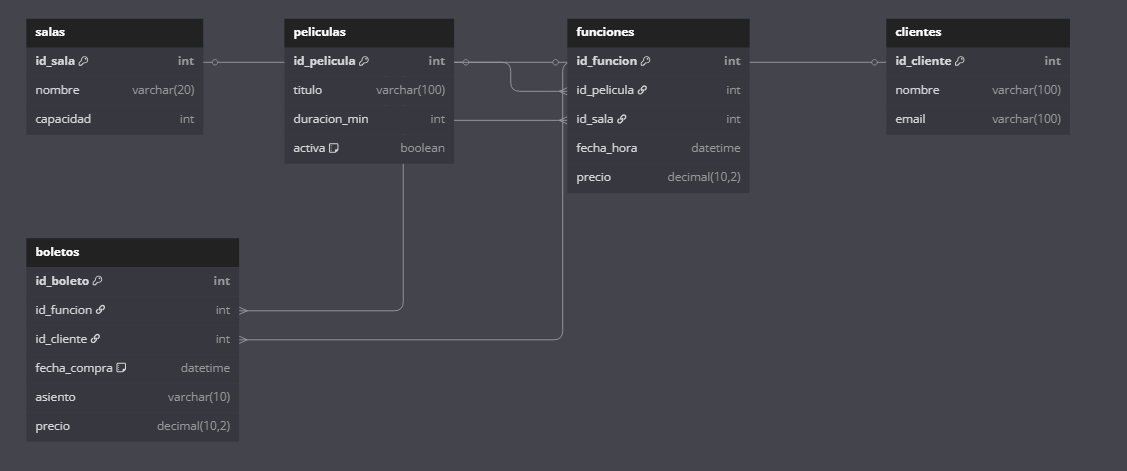 salas
id_sala int
nombre varchar(20)
capacidad int
peliculas
id_pelicula int
titulo varchar(100)
duracion_min int
activa boolean
funciones
id_funcion int
id_pelicula int
id_sala int
fecha_hora datetime
precio decimal(10,2)
clientes
id_cliente int
nombre varchar(100)
email varchar(100)
boletos
id_boleto int
id_funcion int
id_cliente int
fecha_compra datetime
asiento varchar(10)
precio decimal(10,2)